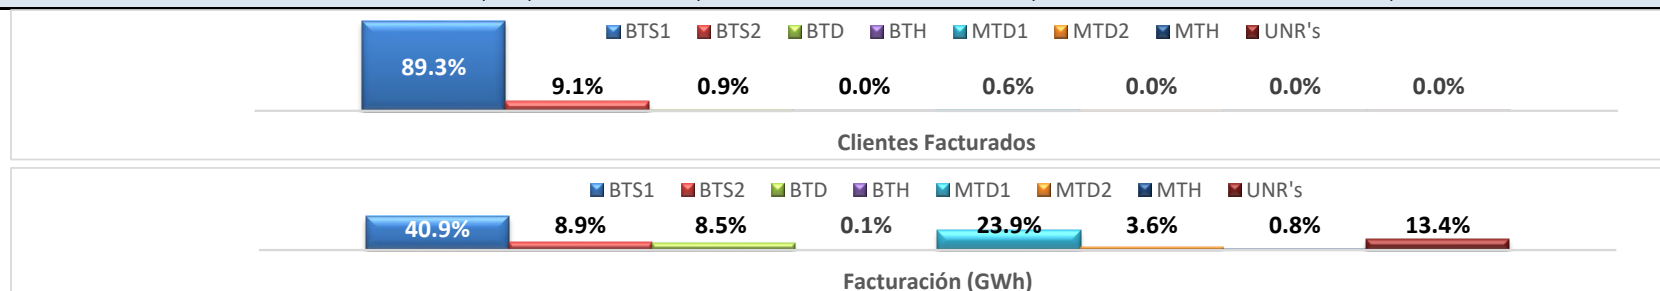 BTS1 BTS2 BTD BTH MTD1 MTD2 MTH UNR's
89.3% 9.1% 0.9% 0.0% 0.6% 0.0% 0.0% 0.0%
Clientes Facturados
BTS1 BTS2 BTD BTH MTD1 MTD2 MTH UNR's
40.9% 8.9% 8.5% 0.1% 23.9% 3.6% 0.8% 13.4%
Facturación (GWh)